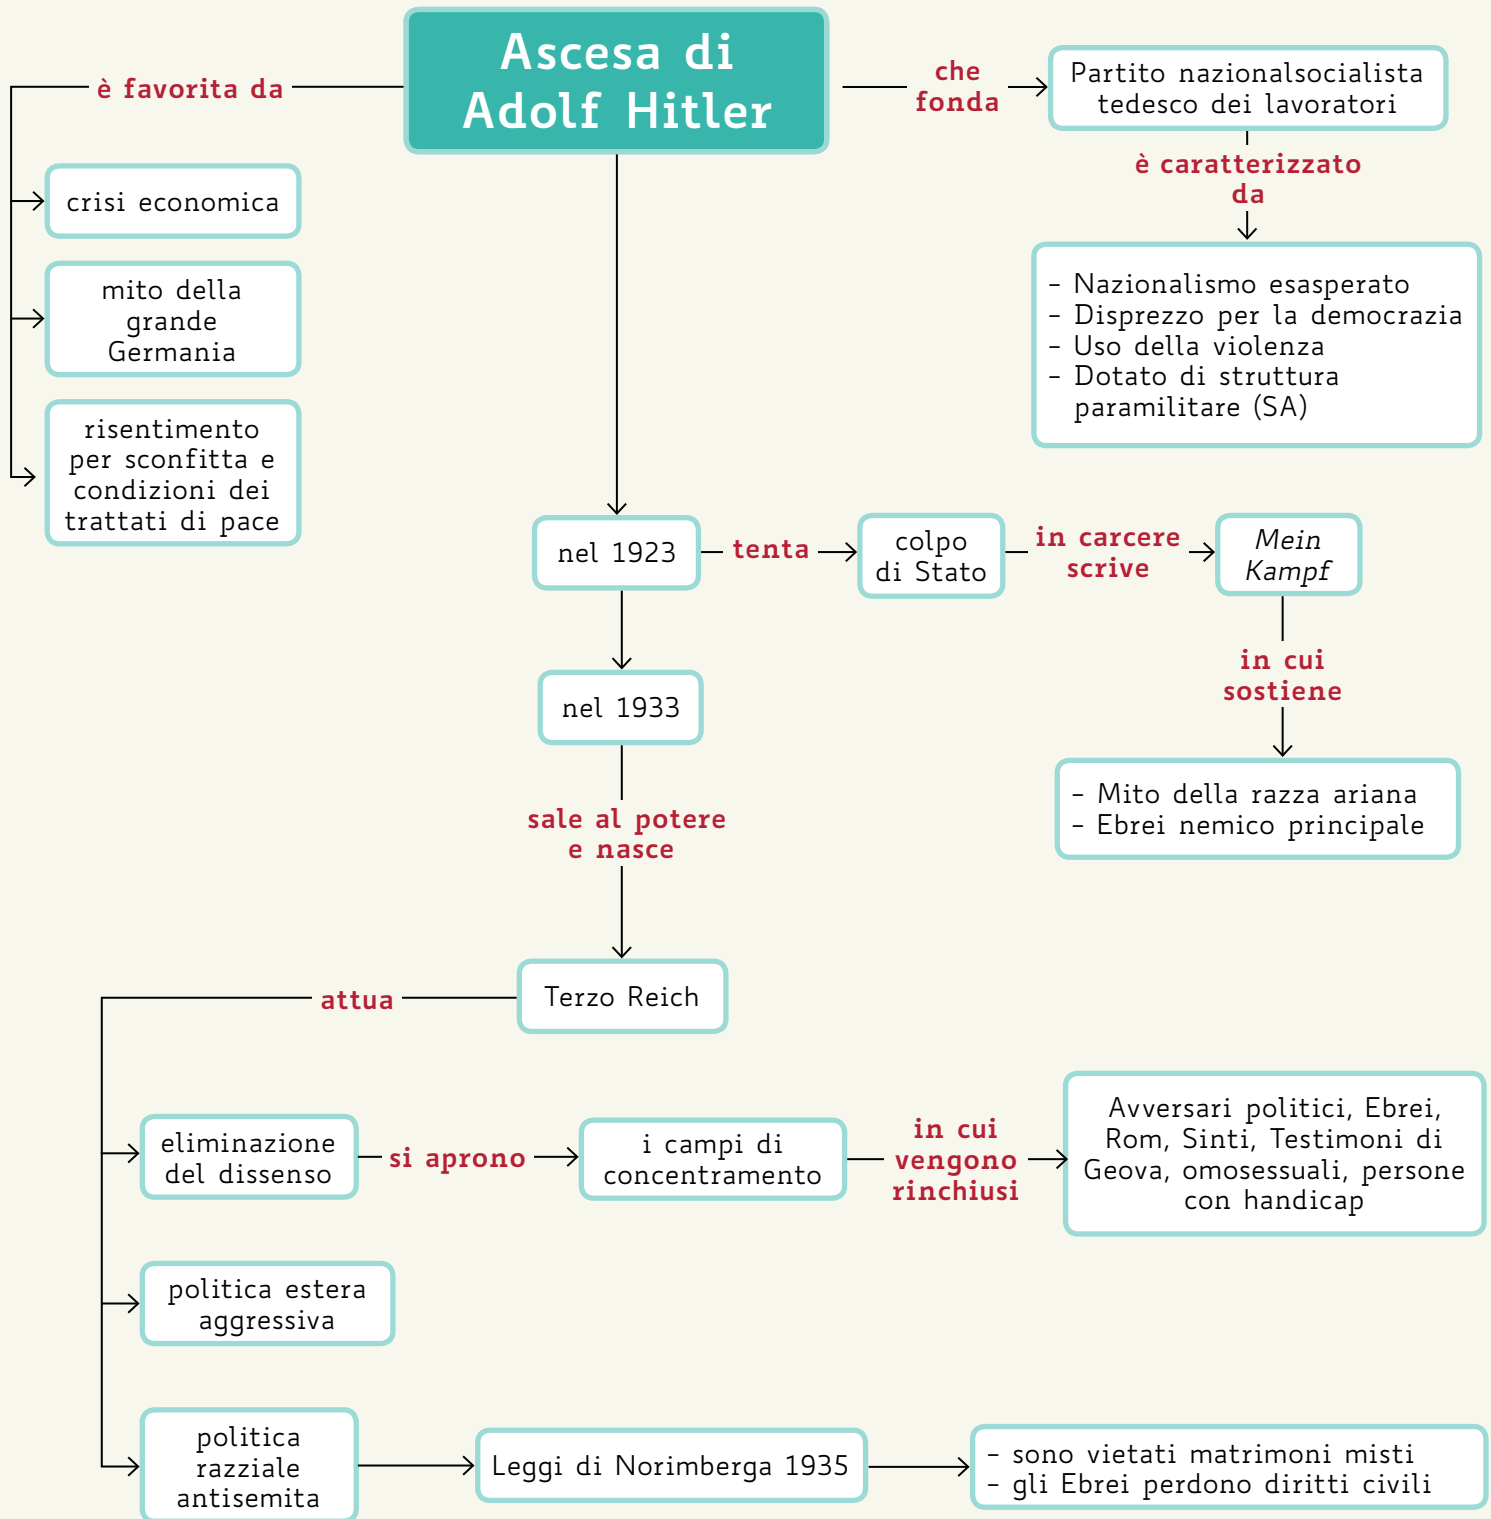 Ascesa di
Adolf Hitler
è favorita da
crisi economica
mito della
grande
Germania
risentimento
per sconfitta e
condizioni dei
trattati di pace
che
fonda
Partito nazionalsocialista
tedesco dei lavoratori
è caratterizzato
da
– Nazionalismo esasperato
– Disprezzo per la democrazia
– Uso della violenza
– Dotato di struttura
paramilitare (SA)
nel 1923
tenta
colpo
di Stato
in carcere
scrive
Mein
Kampf
in cui
sostiene
– Mito della razza ariana
– Ebrei nemico principale
nel 1933
sale al potere
e nasce
Terzo Reich
attua
eliminazione
del dissenso
si aprono
i campi di
concentramento
in cui
vengono
rinchiusi
Avversari politici, Ebrei,
Rom, Sinti, Testimoni di
Geova, omosessuali, persone
con handicap
politica estera
aggressiva
politica
razziale
antisemita
Leggi di Norimberga 1935
– sono vietati matrimoni misti
– gli Ebrei perdono diritti civili